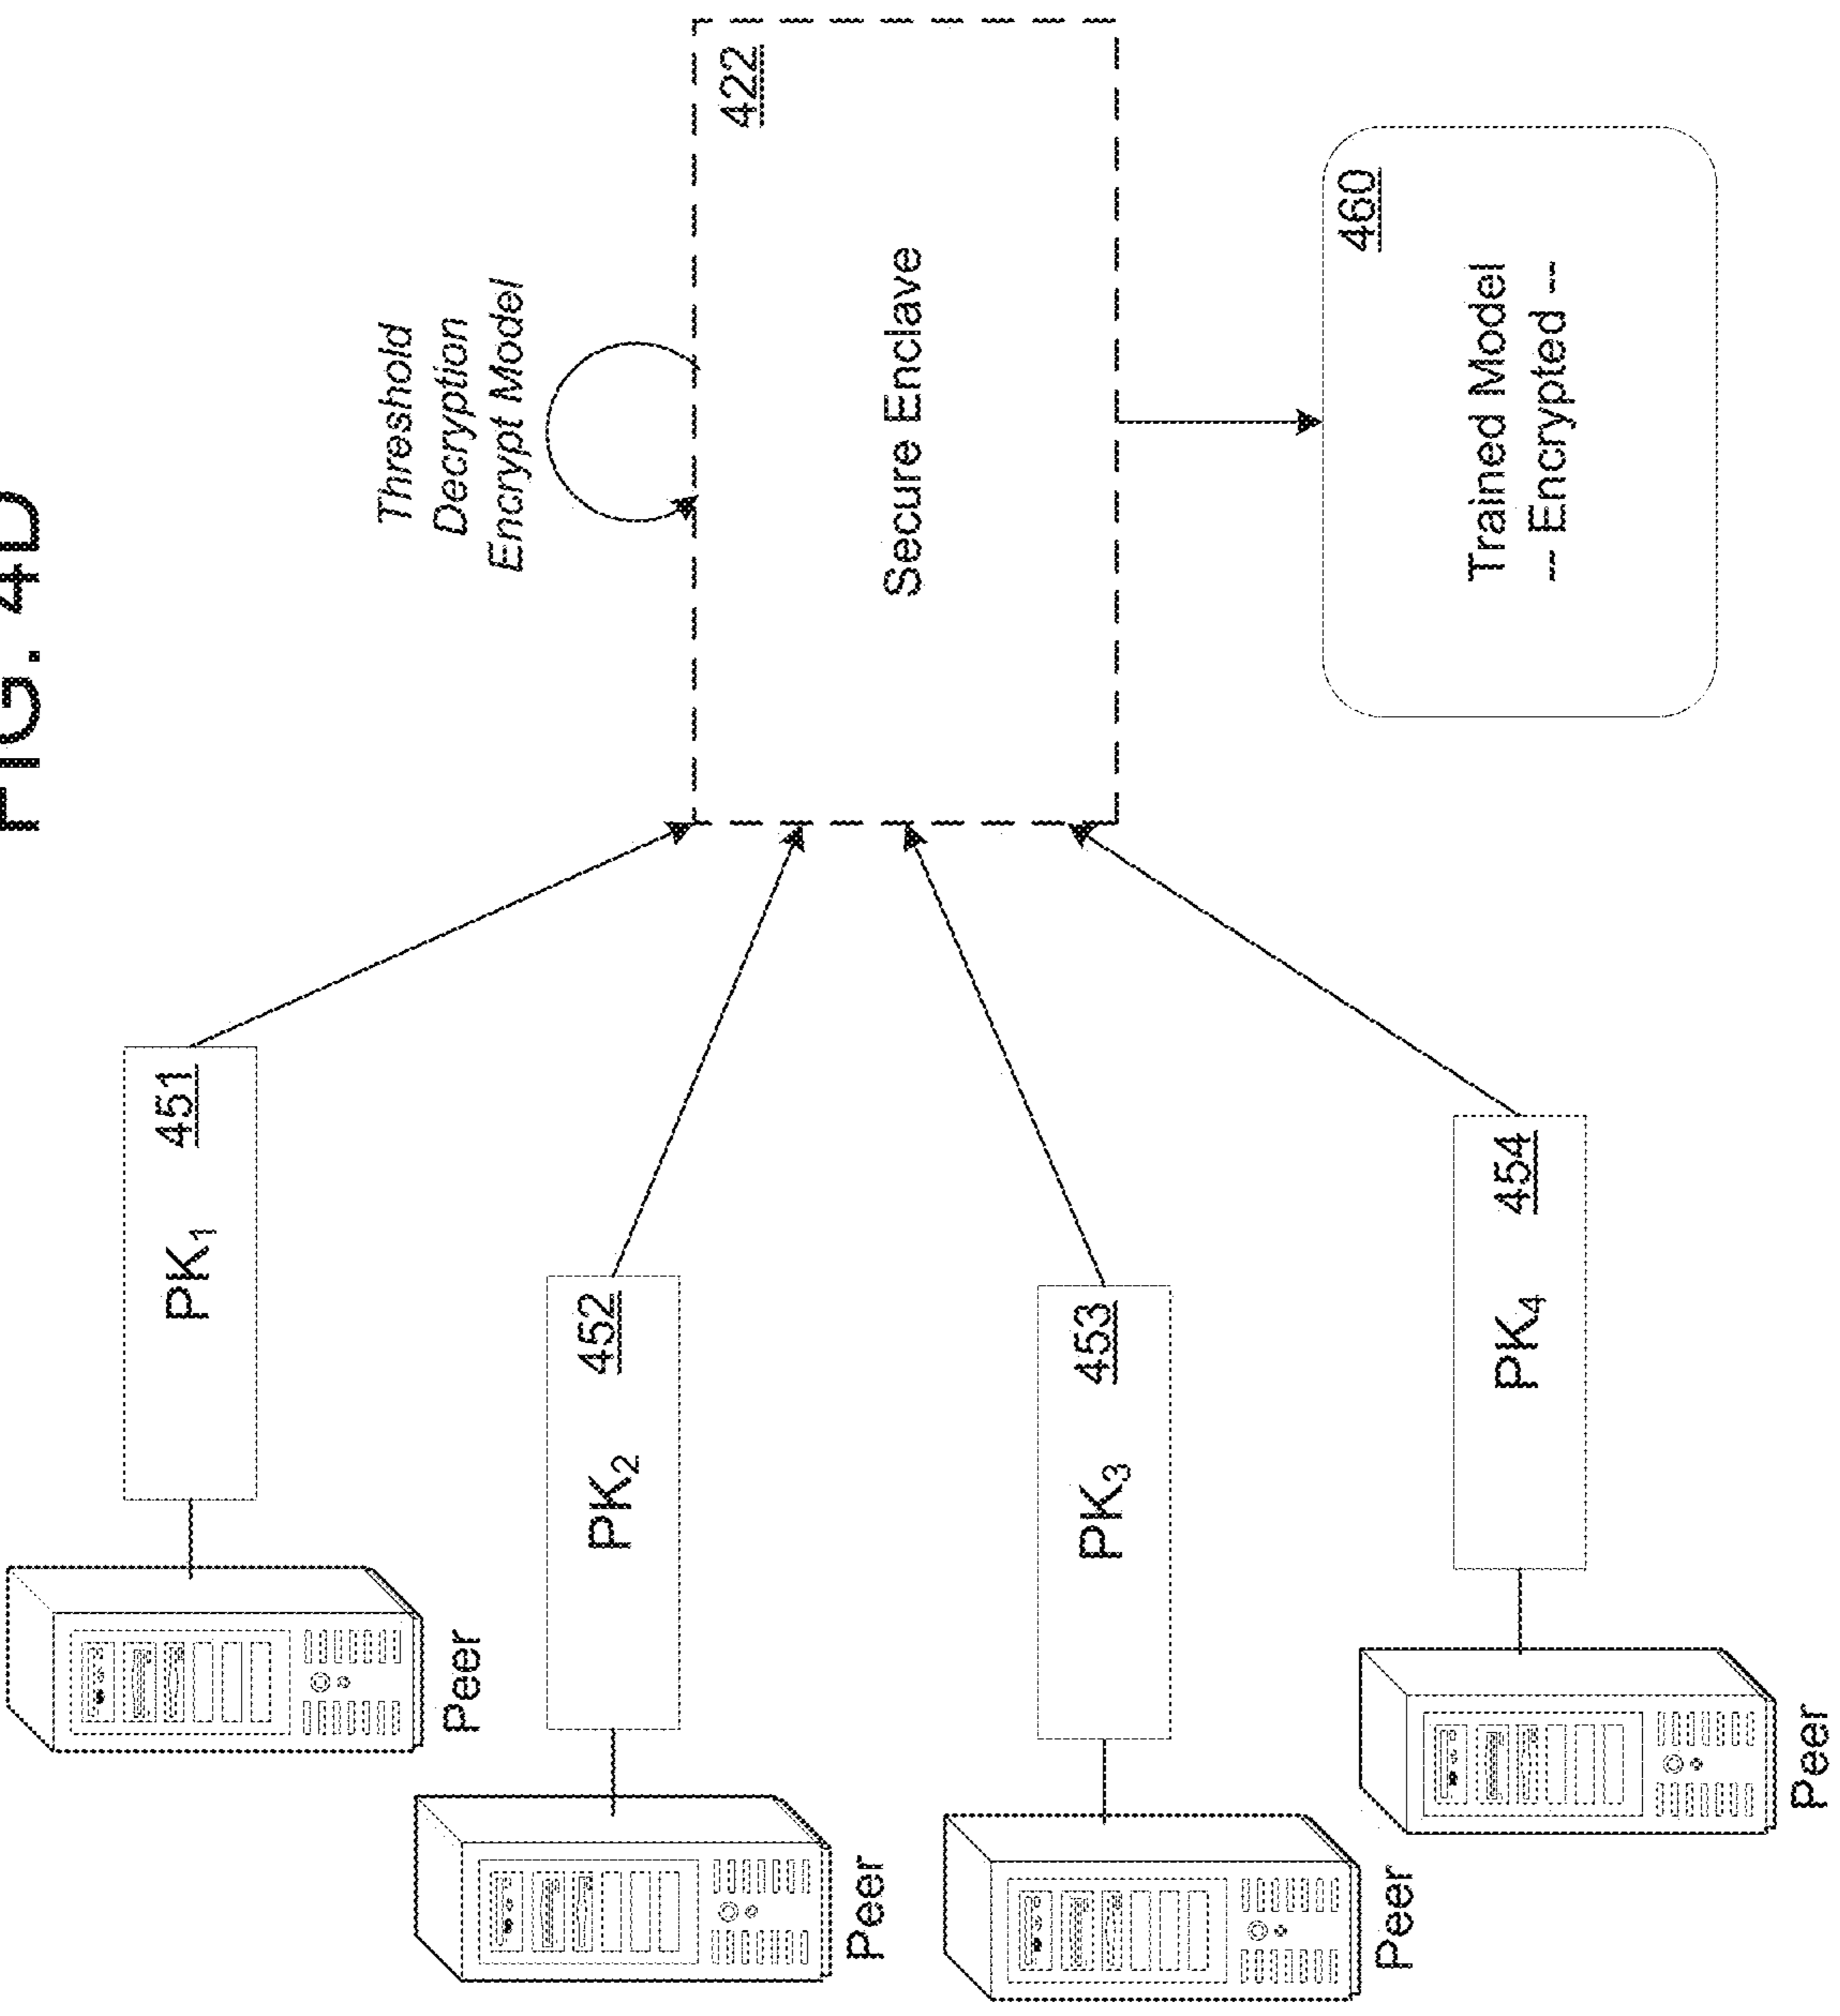 FIG. 4D
Threshold
Decryption
Encrypt Model
422
Secure Enclave
460
Trained Model
-- Encrypted --
PK1 451
PK2 452
PK3 453
PK4 454
Peer
Peer
Peer
Peer